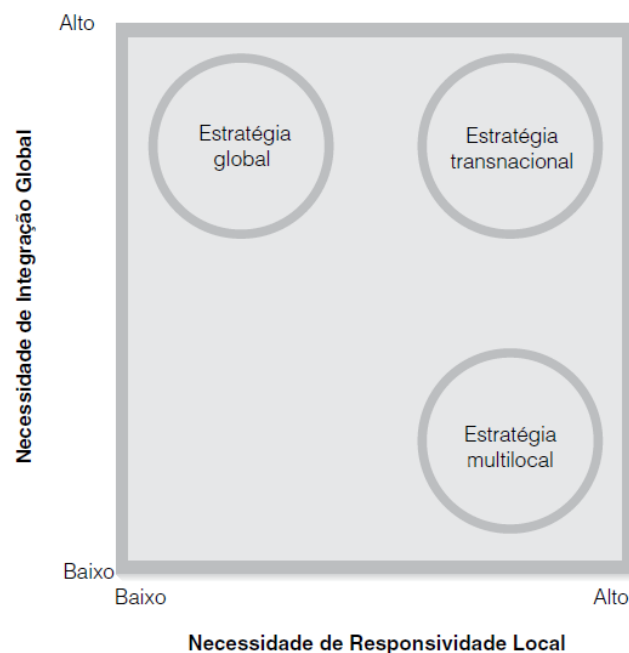 Alto
Necessidade de Integração Global
Estratégia
global
Estratégia
transnacional
Estratégia
multilocal
Baixo
Baixo
Alto
Necessidade de Responsividade Local